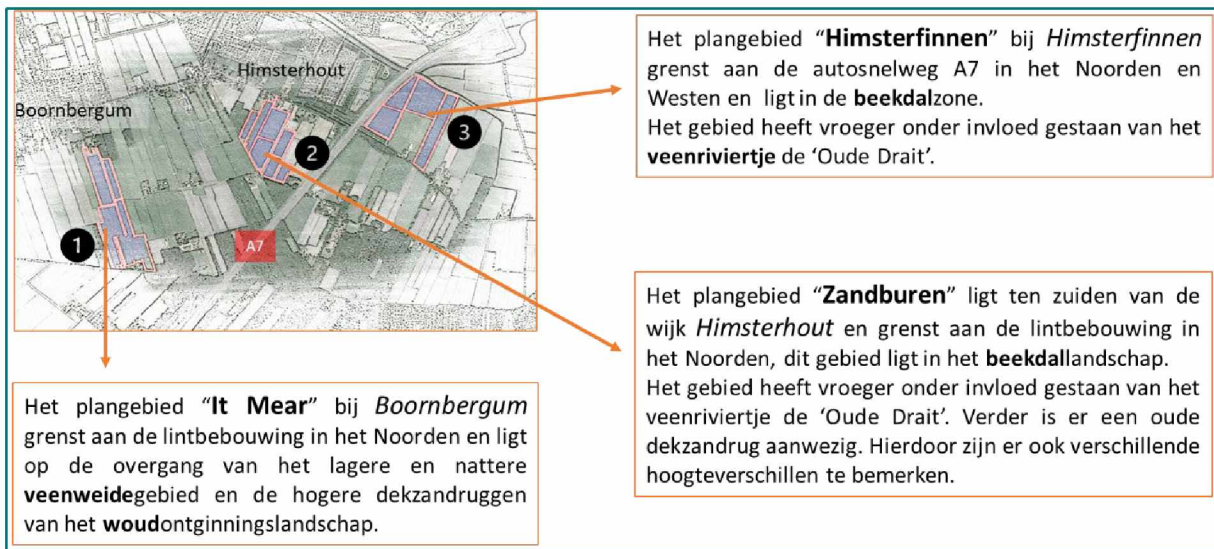 Himsterhout
Boornbergum
1
2
3
A7
Het plangebied “Himsterfinnen” bij Himsterfinnen
grenst aan de autosnelweg A7 in het Noorden en
Westen en ligt in de beekdalzone.
Het gebied heeft vroeger onder invloed gestaan van het
veenriviertje de ‘Oude Drait’.
Het plangebied “Zandburen” ligt ten zuiden van de
wijk Himsterhout en grenst aan de lintbebouwing in
het Noorden, dit gebied ligt in het beekdallandschap.
Het gebied heeft vroeger onder invloed gestaan van het
veenriviertje de ‘Oude Drait’. Verder is er een oude
dekzandrug aanwezig. Hierdoor zijn er ook verschillende
hoogteverschillen te bemerken.
Het plangebied “It Mear” bij Boornbergum
grenst aan de lintbebouwing in het Noorden en ligt
op de overgang van het lagere en nattere
veenweidegebied en de hogere dekzandruggen
van het woudontginningslandschap.